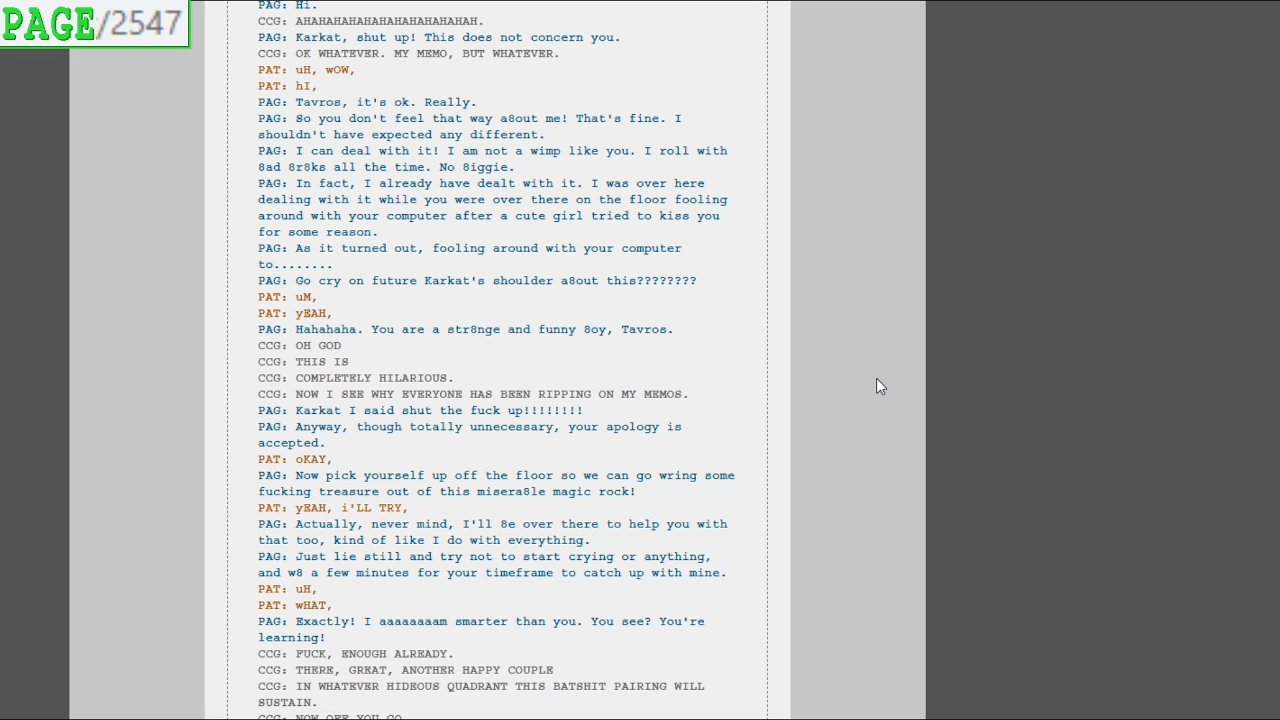 PAGE/2547
PAG: Hi.
CCG: AHAHAHAHAHAHAHAHAHAHAHAH.
PAG: Karkat, shut up! This does not concern you.
CCG: OK WHATEVER. MY MEMO, BUT WHATEVER.
PAT: uH, wOW,
PAT: hI,
PAG: Tavros, it's ok. Really.
PAG: So you don't feel that way a8out me! That's fine. I
shouldn't have expected any different.
PAG: I can deal with it! I am not a wimp like you. I roll with
8ad 8r8ks all the time. No 8iggie.
PAG: In fact, I already have dealt with it. I was over here
dealing with it while you were over there on the floor fooling
around with your computer after a cute girl tried to kiss you
for some reason.
PAG: As it turned out, fooling around with your computer
to........
PAG: Go cry on future Karkat's shoulder a8out this????????
PAT: uM,
PAT: yEAH,
PAG: Hahahaha. You are a str8nge and funny 8oy, Tavros.
CCG: OH GOD
CCG: THIS IS
CCG: COMPLETELY HILARIOUS.
CCG: NOW I SEE WHY EVERYONE HAS BEEN RIPPING ON MY MEMOS.
PAG: Karkat I said shut the fuck up!!!!!!!!
PAG: Anyway, though totally unnecessary, your apology is
accepted.
PAT: oKAY,
PAG: Now pick yourself up off the floor so we can go wring some
fucking treasure out of this misera8le magic rock!
PAT: yEAH, i'LL TRY,
PAG: Actually, never mind, I'll 8e over there to help you with
that too, kind of like I do with everything.
PAG: Just lie still and try not to start crying or anything,
and w8 a few minutes for your timeframe to catch up with mine.
PAT: uH,
PAT: wHAT,
PAG: Exactly! I aaaaaaaam smarter than you. You see? You're
learning!
CCG: FUCK, ENOUGH ALREADY.
CCG: THERE, GREAT, ANOTHER HAPPY COUPLE
CCG: IN WHATEVER HIDEOUS QUADRANT THIS BATSHIT PAIRING WILL
SUSTAIN.
CCG: NOW OFF YOU GO